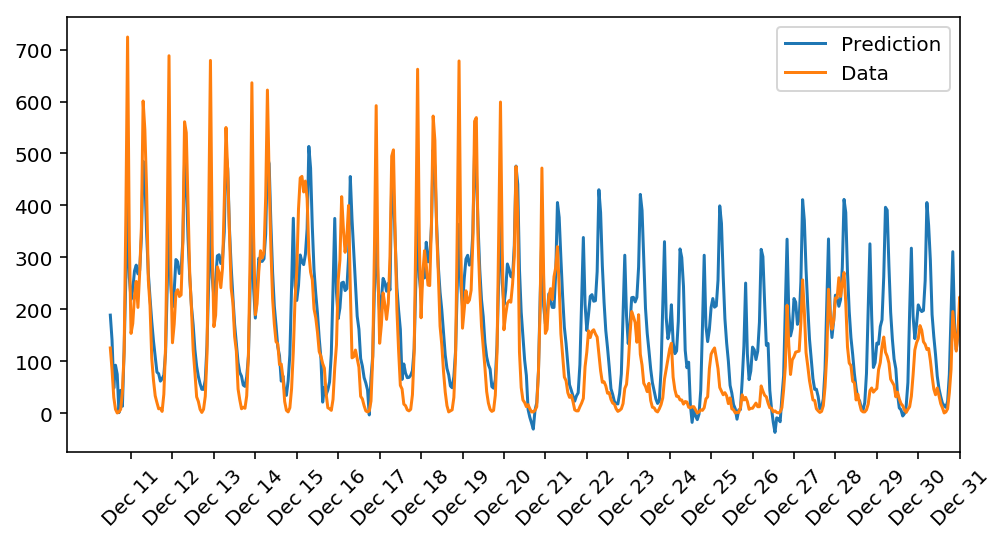 Prediction
Data
700
600
500
400
300
200
100
0
Dec 11
Dec 12
Dec 13
Dec 14
Dec 15
Dec 16
Dec 17
Dec 18
Dec 19
Dec 20
Dec 21
Dec 22
Dec 23
Dec 24
Dec 25
Dec 26
Dec 27
Dec 28
Dec 29
Dec 30
Dec 31